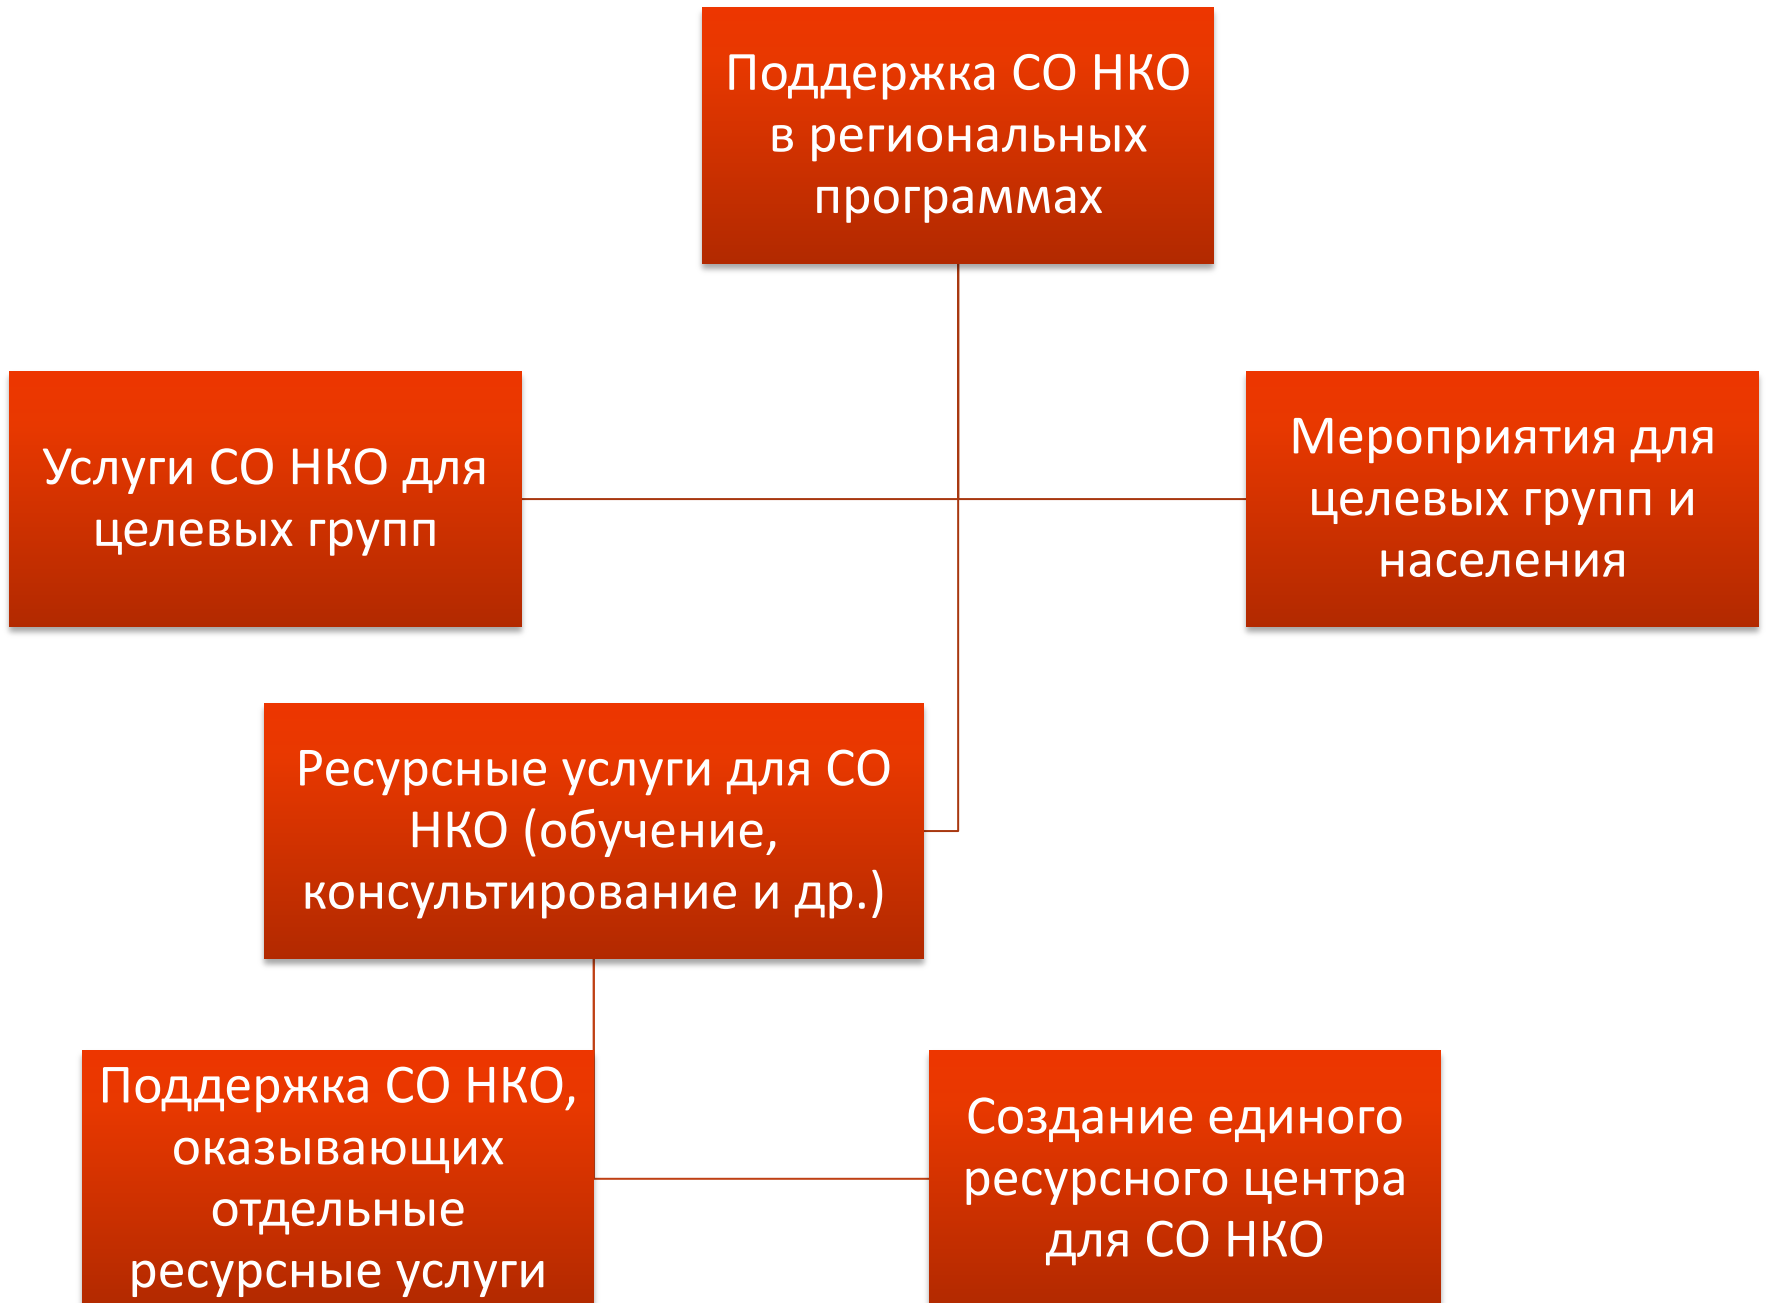 Поддержка СО НКО
в региональных
программах
Услуги СО НКО для
целевых групп
Мероприятия для
целевых групп и
населения
Ресурсные услуги для СО
НКО (обучение,
консультирование и др.)
Поддержка СО НКО,
оказывающих
отдельные
ресурсные услуги
Создание единого
ресурсного центра
для СО НКО